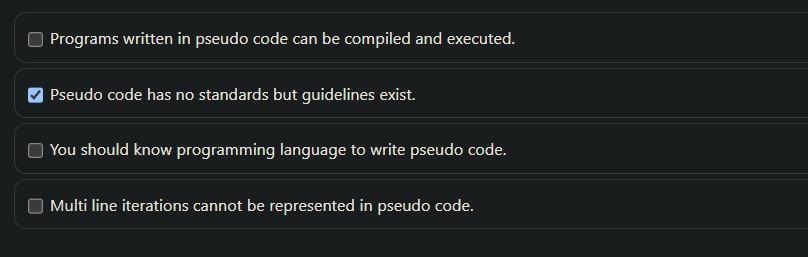 Programs written in pseudo code can be compiled and executed.
Pseudo code has no standards but guidelines exist.
You should know programming language to write pseudo code.
Multi line iterations cannot be represented in pseudo code.